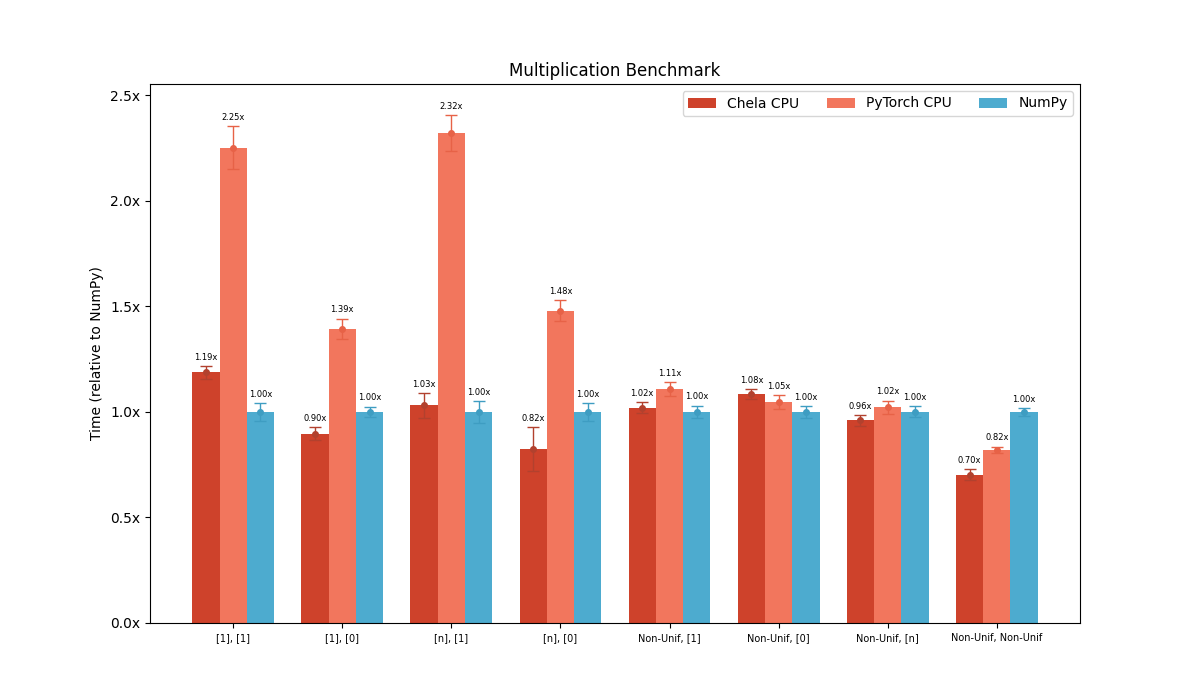 Multiplication Benchmark
Chela CPU PyTorch CPU NumPy
Time (relative to NumPy)
2.5x
2.0x
1.5x
1.0x
0.5x
0.0x
1.19x 2.25x 1.00x
0.90x 1.39x 1.00x
1.03x 2.32x 1.00x
0.82x 1.48x 1.00x
1.02x 1.11x 1.00x
1.08x 1.05x 1.00x
0.96x 1.02x 1.00x
0.70x 0.82x 1.00x
[1], [1] [1], [0] [n], [1] [n], [0] Non-Unif, [1] Non-Unif, [0] Non-Unif, [n] Non-Unif, Non-Unif